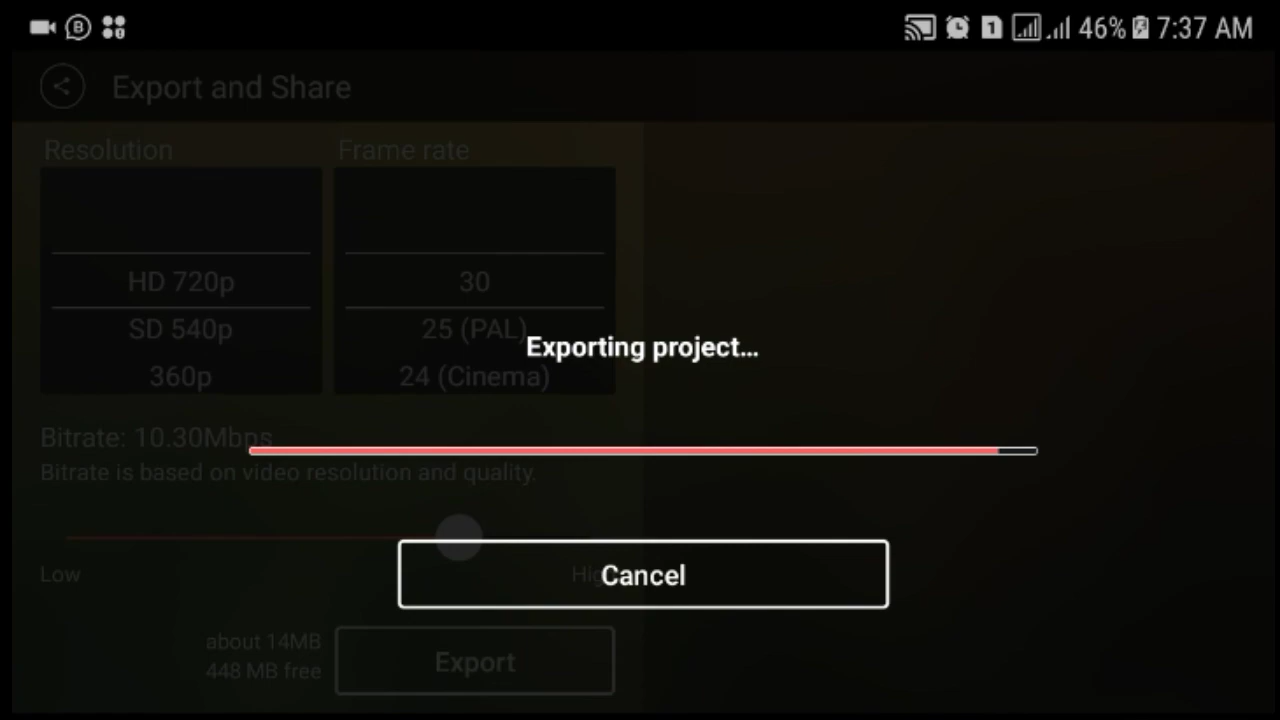 46% 7:37 AM
Export and Share
Resolution
Frame rate
HD 720p
30
SD 540p
25 (PAL)
360p
24 (Cinema)
Exporting project...
Bitrate: 10.30Mbps
Bitrate is based on video resolution and quality.
Low
Cancel
about 14MB
448 MB free
Export